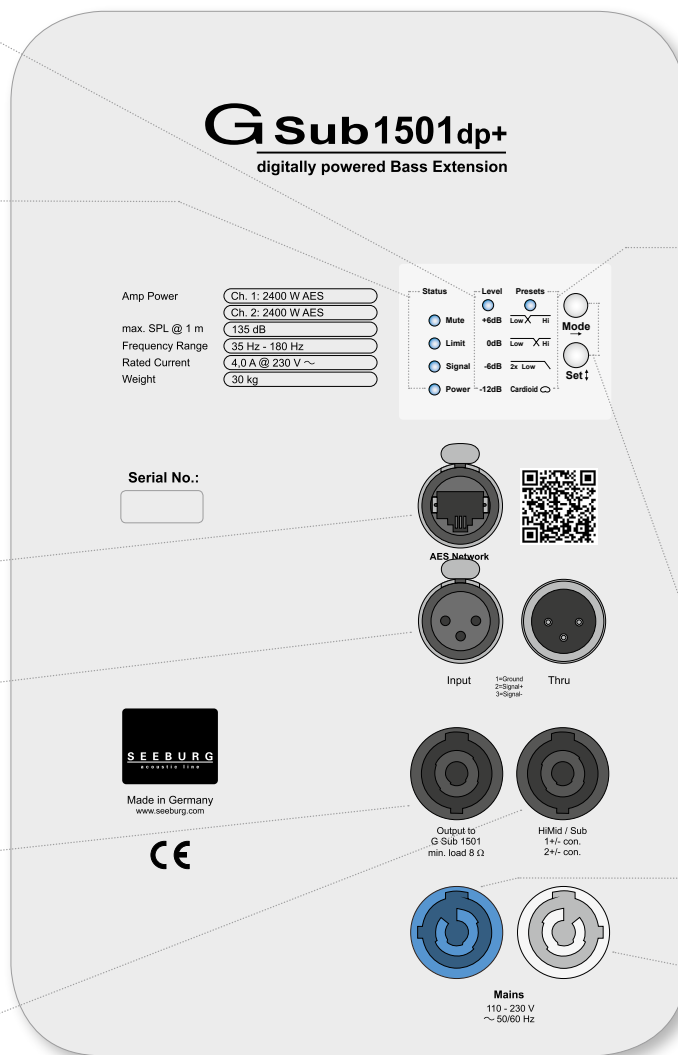 G Sub1501dp+
digitally powered Bass Extension
Amp Power Ch. 1: 2400 W AES
Ch. 2: 2400 W AES
max. SPL @ 1 m 135 dB
Frequency Range 35 Hz - 180 Hz
Rated Current 4,0 A @ 230 V ~
Weight 30 kg
Status Level Presets
Mute +6dB Low Hi
Mode →
Limit 0dB Low Hi
Signal -6dB 2x Low
Set ↕
Power -12dB Cardioid
Serial No.:
AES Network
Input
1=Ground
2=Signal+
3=Signal-
Thru
SEEBURG
acoustic line
Made in Germany
www.seeburg.com
CE
Output to
G Sub 1501
min. load 8 Ω
HiMid / Sub
1+/- con.
2+/- con.
Mains
110 - 230 V
~ 50/60 Hz